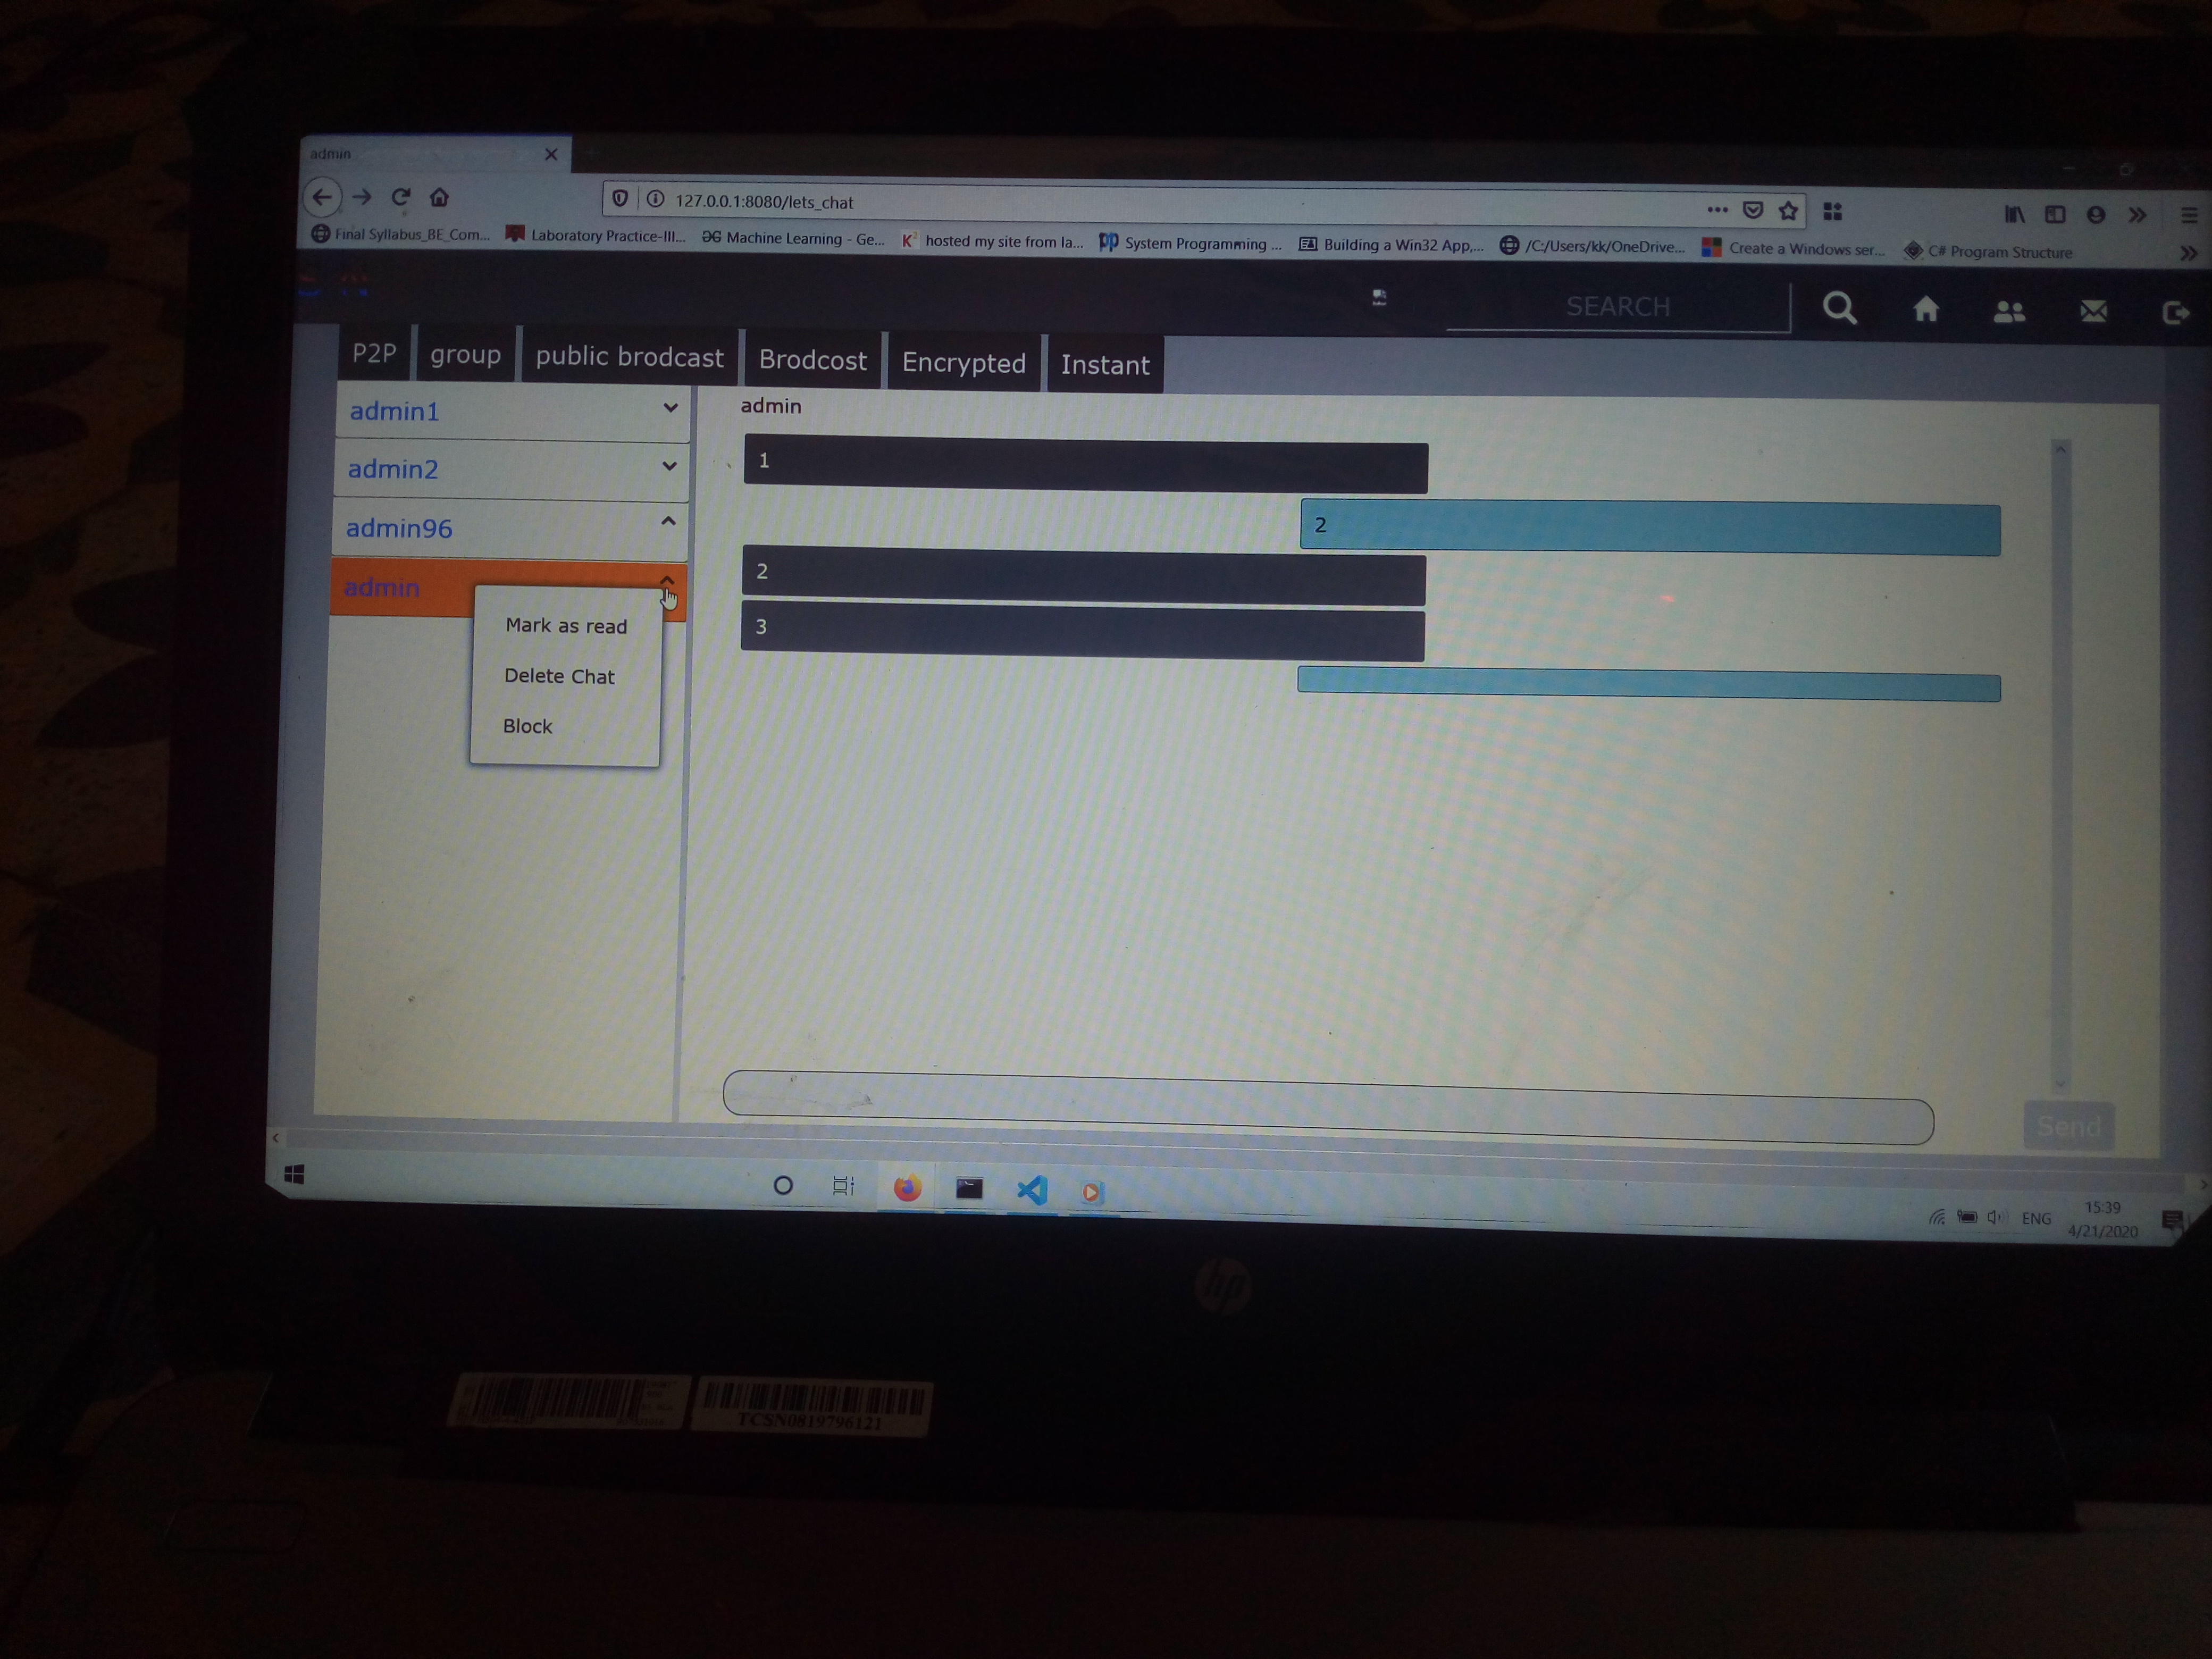 admin
127.0.0.1:8080/lets_chat
Final Syllabus_BE_Com... Laboratory Practice-III... Machine Learning - Ge... hosted my site from la... System Programming ... Building a Win32 App,... /C:/Users/kk/OneDrive... Create a Windows ser... C# Program Structure
SEARCH
P2P group public brodcast Brodcost Encrypted Instant
admin1
admin2
admin96
admin
Mark as read
Delete Chat
Block
admin
1
2
2
3
Send
ENG
15:39
4/21/2020
hp
TCSN0819796121